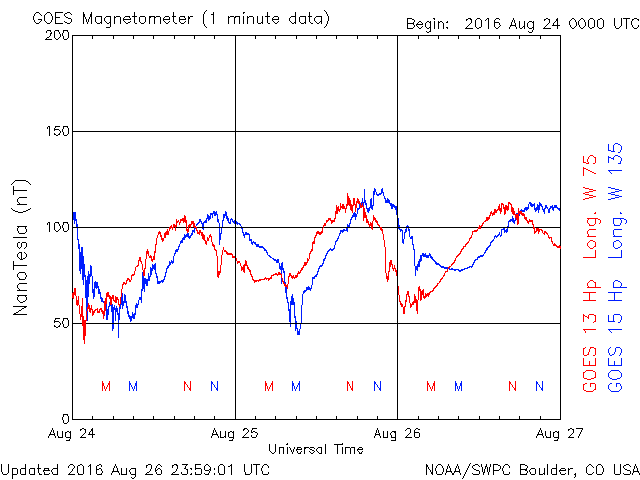 GOES Magnetometer (1 minute data)
Begin: 2016 Aug 24 0000 UTC
200
150
100
50
0
NanoTesla (nT)
M M N N M M N N M M N N
Aug 24 Aug 25 Aug 26 Aug 27
Universal Time
GOES 13 Hp Long. W 75
GOES 15 Hp Long. W 135
Updated 2016 Aug 26 23:59:01 UTC
NOAA/SWPC Boulder, CO USA